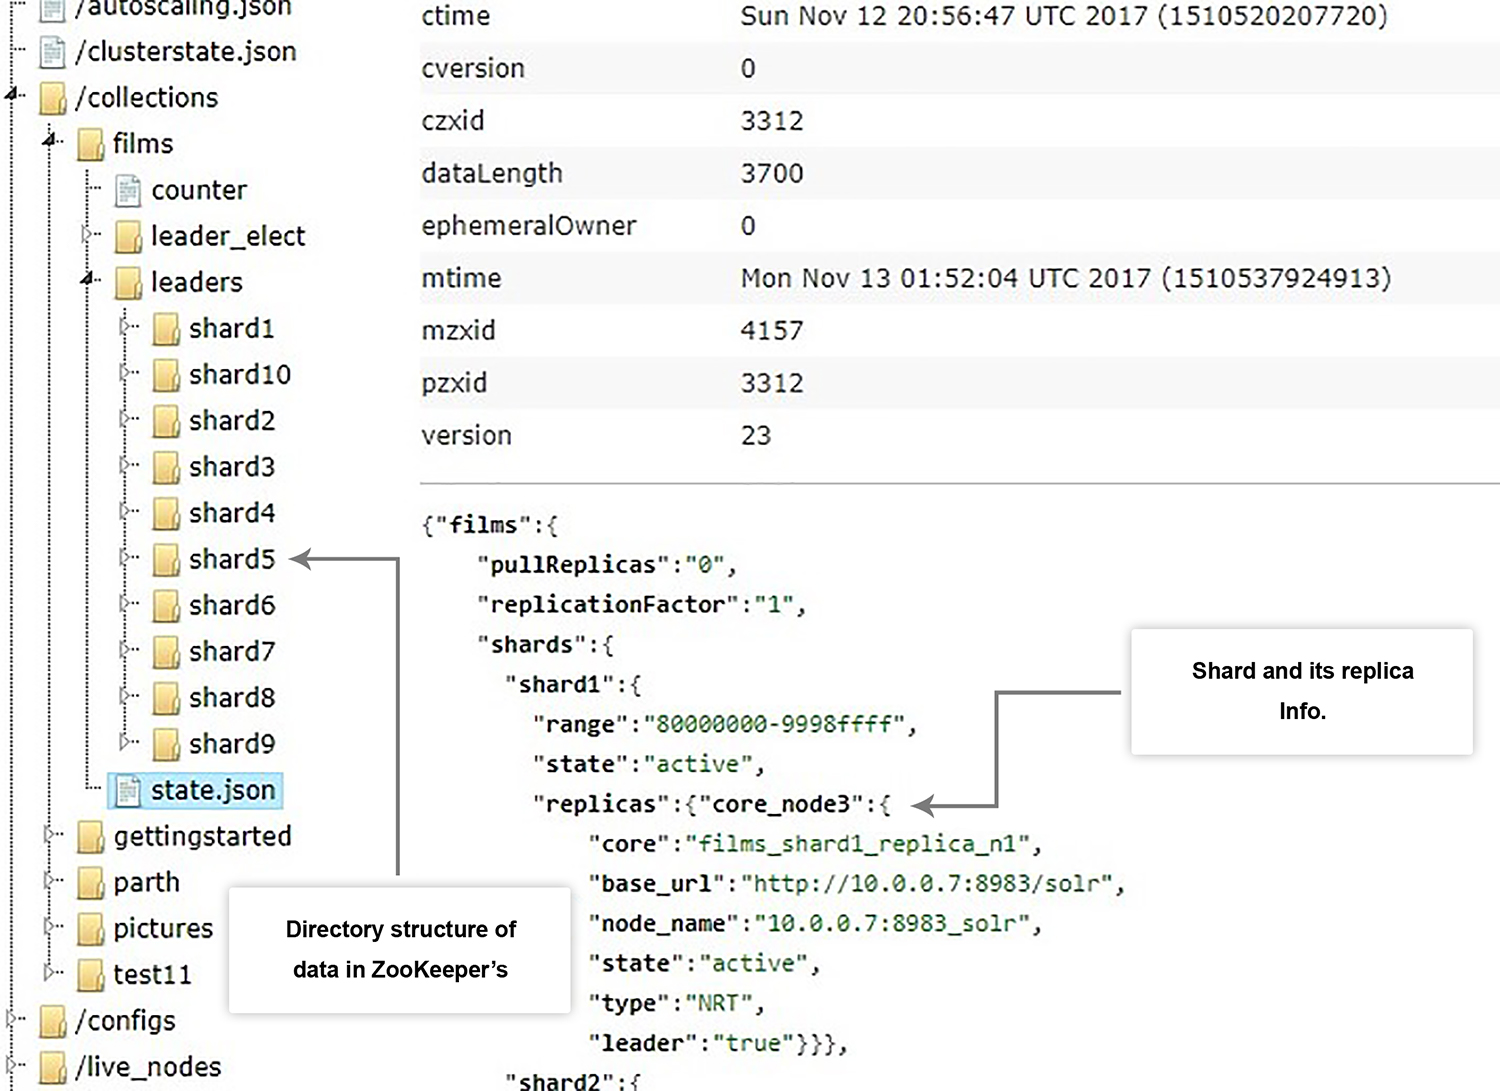 /autoscaling.json
/clusterstate.json
/collections
films
counter
leader_elect
leaders
shard1
shard10
shard2
shard3
shard4
shard5
shard6
shard7
shard8
shard9
state.json
gettingstarted
parth
pictures
test11
/configs
/live_nodes
Directory structure of
data in ZooKeeper’s
ctime Sun Nov 12 20:56:47 UTC 2017 (1510520207720)
cversion 0
czxid 3312
dataLength 3700
ephemeralOwner 0
mtime Mon Nov 13 01:52:04 UTC 2017 (1510537924913)
mzxid 4157
pzxid 3312
version 23
{"films":{
"pullReplicas":"0",
"replicationFactor":"1",
"shards":{
"shard1":{
"range":"80000000-9998ffff",
"state":"active",
"replicas":{"core_node3":{
"core":"films_shard1_replica_n1",
"base_url":"http://10.0.0.7:8983/solr",
"node_name":"10.0.0.7:8983_solr",
"state":"active",
"type":"NRT",
"leader":"true"}}},
"shard2":{
Shard and its replica
Info.